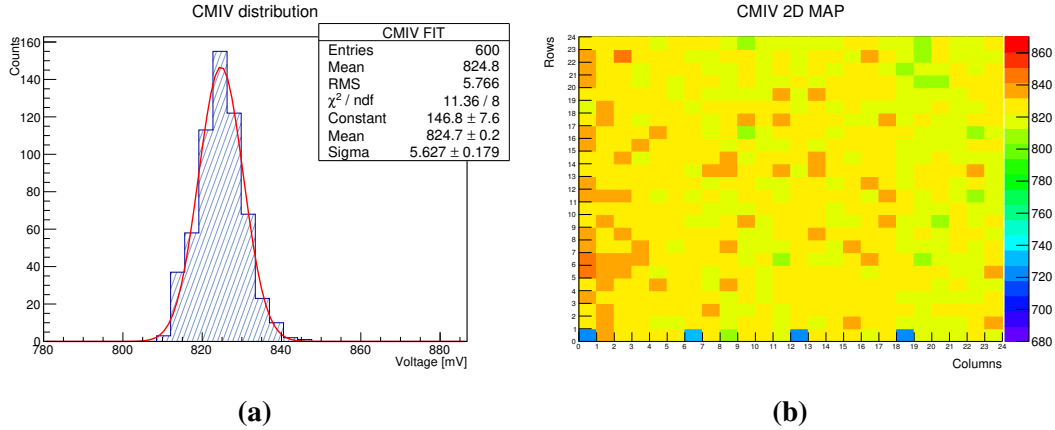 CMIV distribution
Counts
160
140
120
100
80
60
40
20
0
780 800 820 840 860 880
Voltage [mV]
CMIV FIT
Entries 600
Mean 824.8
RMS 5.766
χ² / ndf 11.36 / 8
Constant 146.8 ± 7.6
Mean 824.7 ± 0.2
Sigma 5.627 ± 0.179
(a)
CMIV 2D MAP
Rows
24
23
22
21
20
19
18
17
16
15
14
13
12
11
10
9
8
7
6
5
4
3
2
1
0 1 2 3 4 5 6 7 8 9 10 11 12 13 14 15 16 17 18 19 20 21 22 23 24
Columns
860
840
820
800
780
760
740
720
700
680
(b)